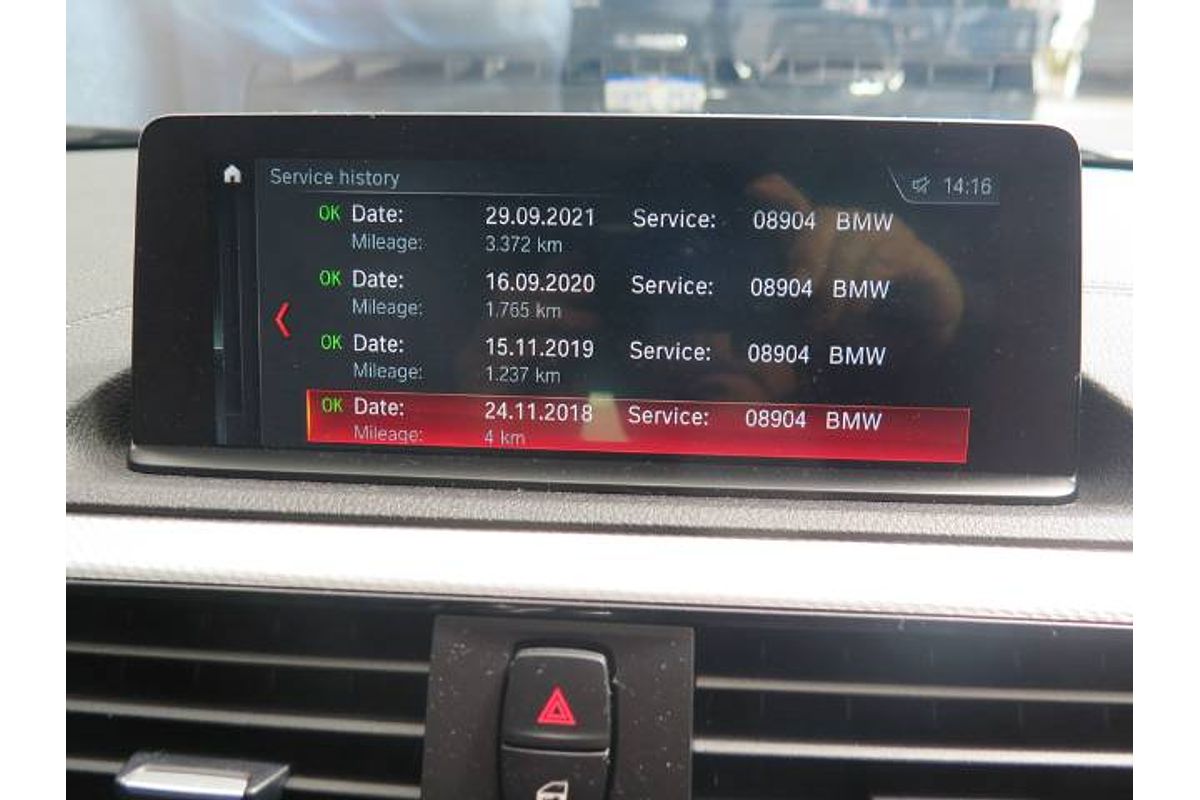 Service history
14:16
OK Date: 29.09.2021 Service: 08904 BMW
Mileage: 3.372 km
OK Date: 16.09.2020 Service: 08904 BMW
Mileage: 1.765 km
OK Date: 15.11.2019 Service: 08904 BMW
Mileage: 1.237 km
OK Date: 24.11.2018 Service: 08904 BMW
Mileage: 4 km